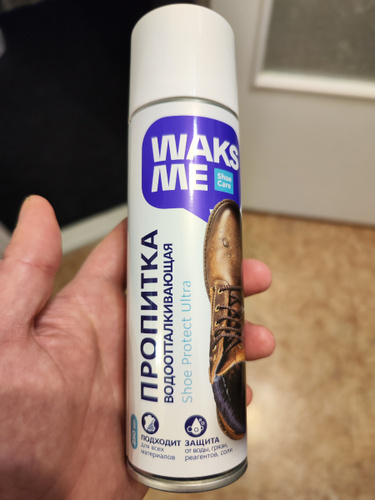 WAKS
ME
Shoe
Care
ПРОПИТКА
ВОДООТТАЛКИВАЮЩАЯ
Shoe Protect Ultra
ПОДХОДИТ
для всех
материалов
ЗАЩИТА
от воды, грязи,
реагентов, соли